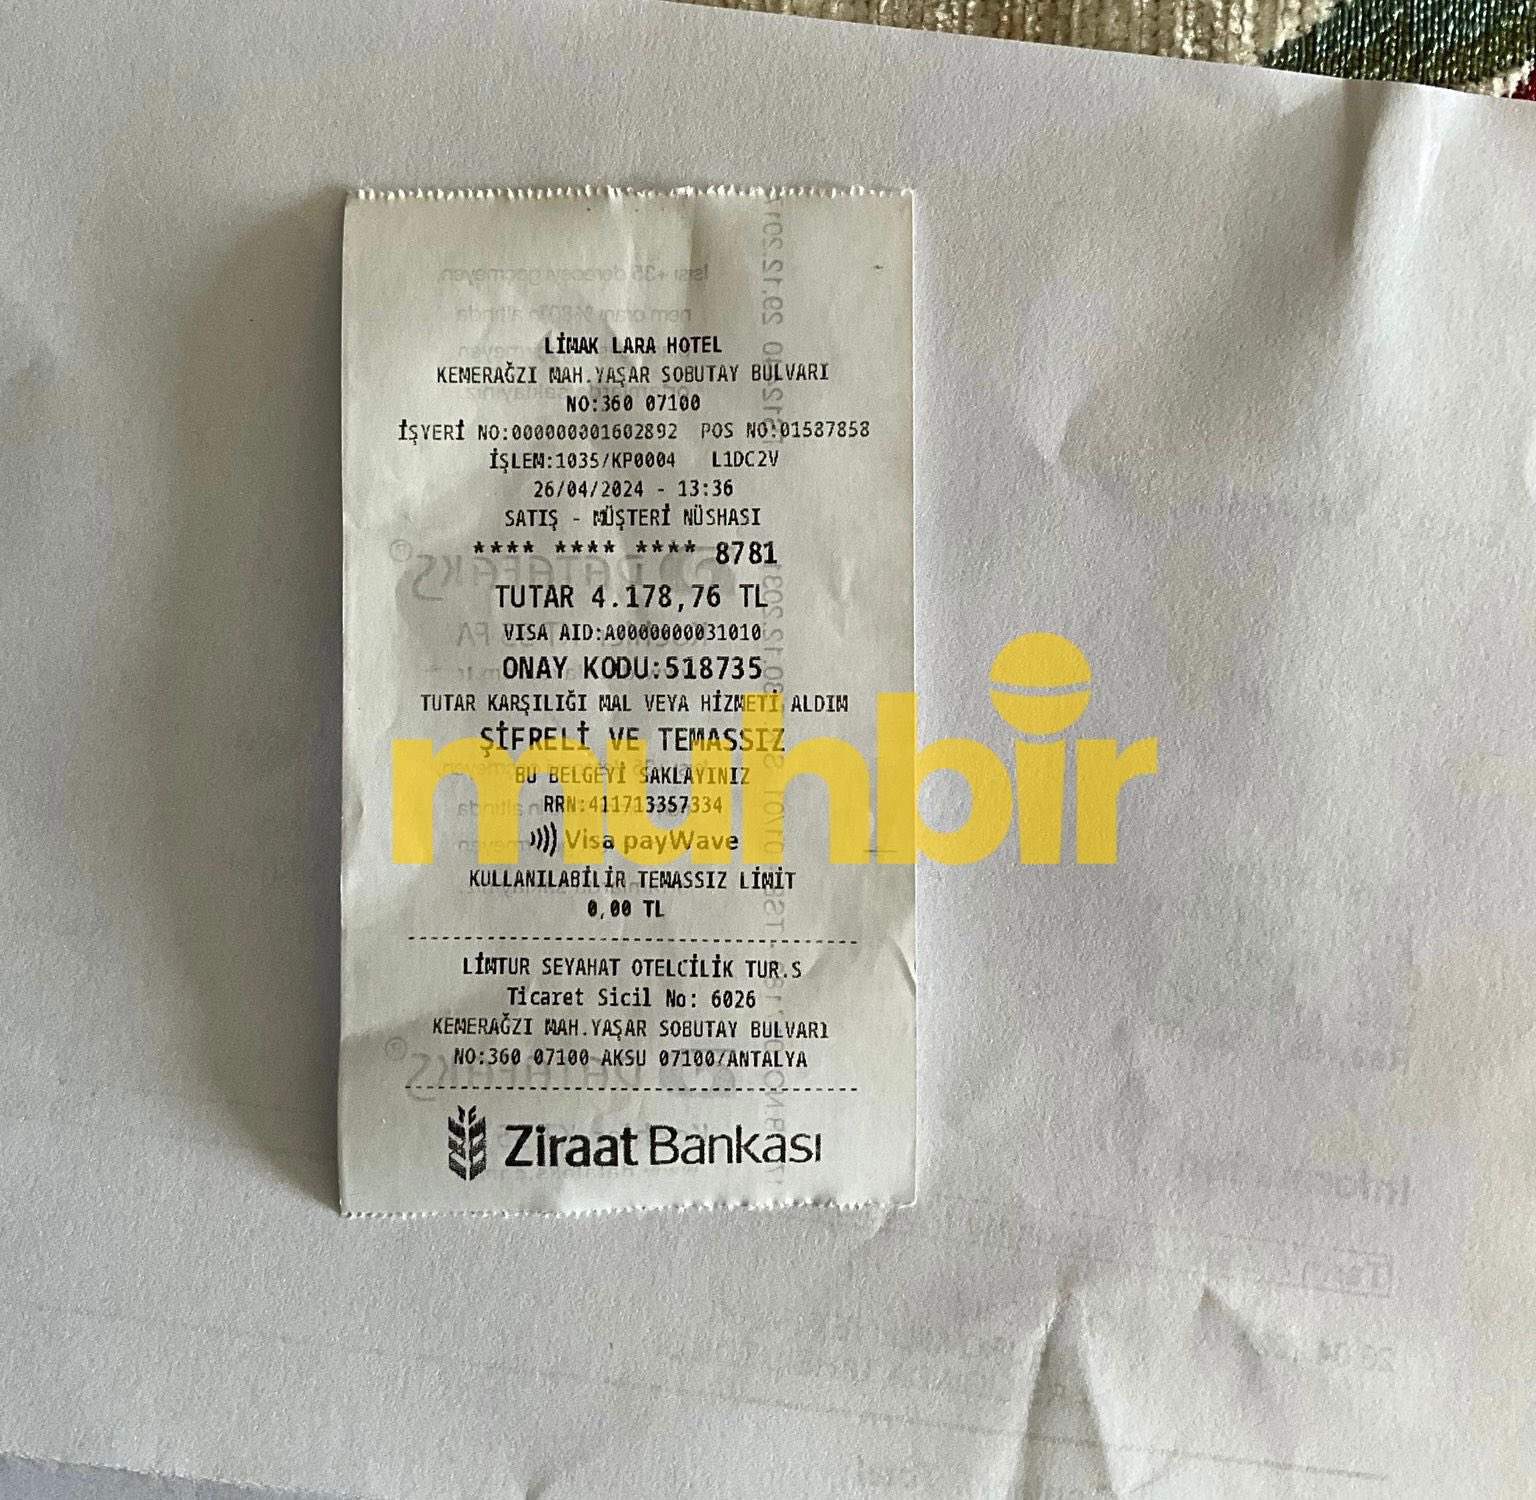 LİMAK LARA HOTEL
KEMERAĞZI MAH.YAŞAR SOBUTAY BULVARI
NO:360 07100
İŞYERİ NO:000000001602892 POS NO:01587858
İŞLEM:1035/KP0004 L1DC2V
26/04/2024 - 13:36
SATIŞ - MÜŞTERİ NÜSHASI
**** **** **** 8781
TUTAR 4.178,76 TL
VISA AID:A0000000031010
ONAY KODU:518735
TUTAR KARŞILIĞI MAL VEYA HİZMETİ ALDIM
ŞİFRELİ VE TEMASSIZ
BU BELGEYİ SAKLAYINIZ
RRN:411713357334
Visa payWave
muhbir
KULLANILABİLİR TEMASSIZ LİMİT
0,00 TL
LİMTUR SEYAHAT OTELCİLİK TUR.S
Ticaret Sicil No: 6026
KEMERAĞZI MAH.YAŞAR SOBUTAY BULVARI
NO:360 07100 AKSU 07100/ANTALYA
Ziraat Bankası